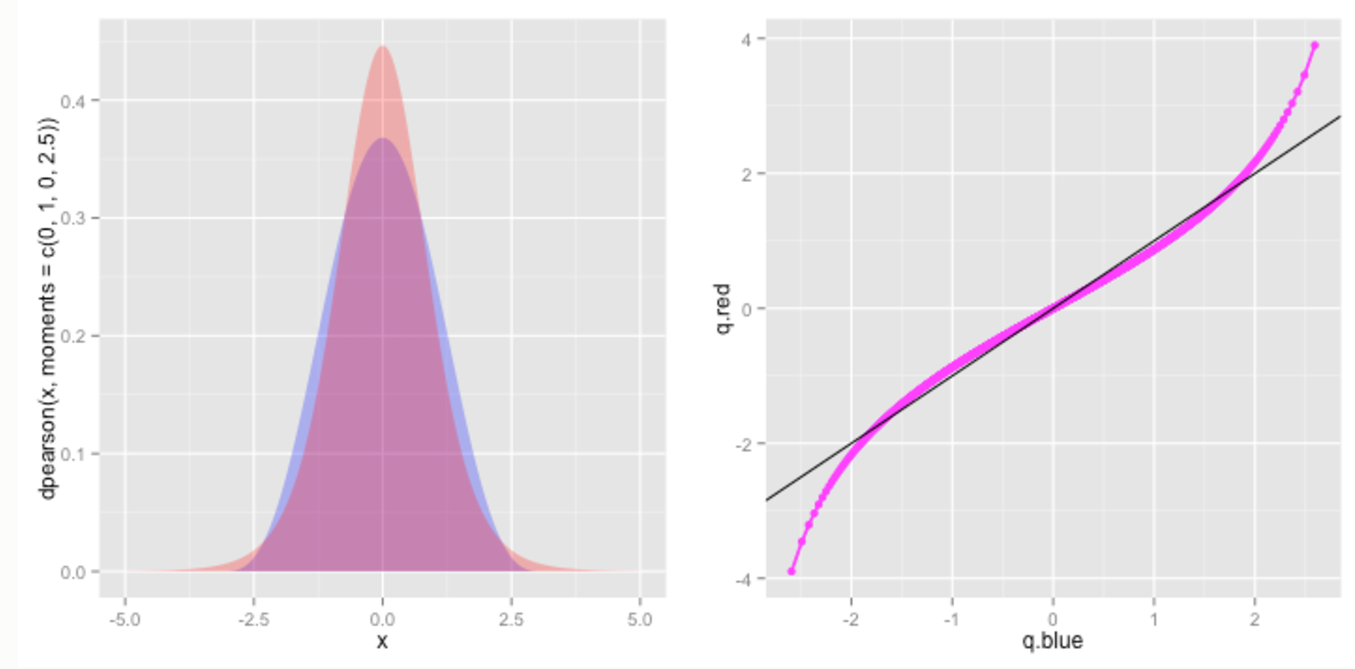 dpearson(x, moments = c(0, 1, 0, 2.5))
0.4
0.3
0.2
0.1
0.0
-5.0 -2.5 0.0 2.5 5.0
x
q.red
4
2
0
-2
-4
-2 -1 0 1 2
q.blue